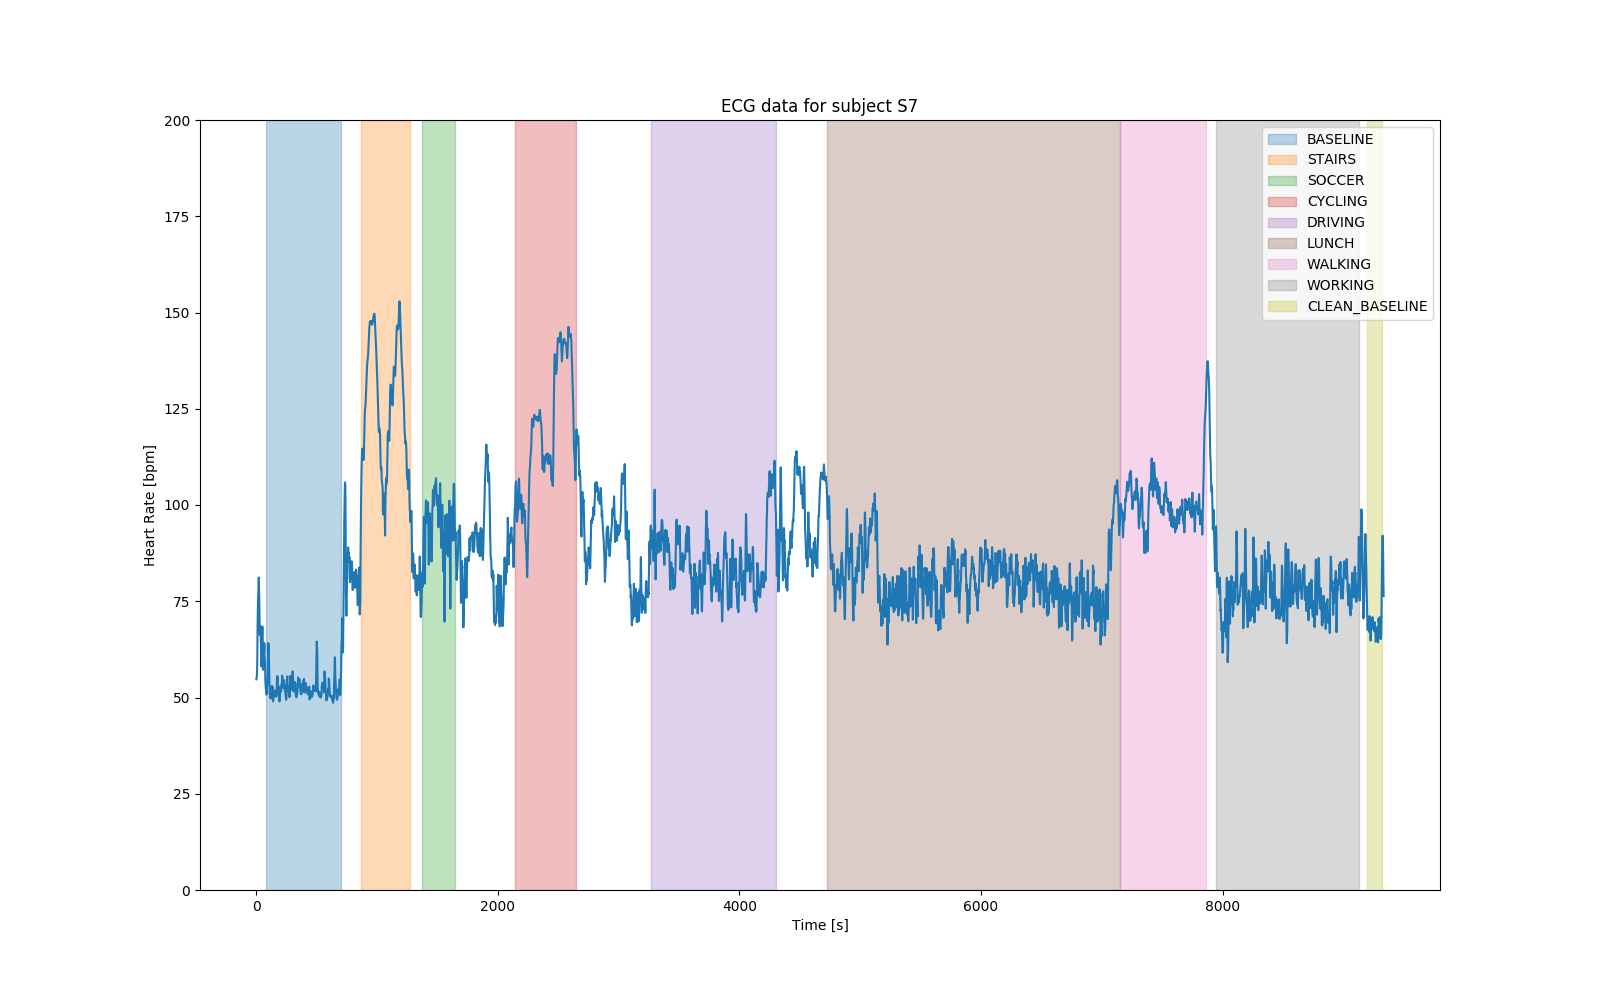 ECG data for subject S7
200
175
150
125
100
75
50
25
0
Heart Rate [bpm]
BASELINE
STAIRS
SOCCER
CYCLING
DRIVING
LUNCH
WALKING
WORKING
CLEAN_BASELINE
0 2000 4000 6000 8000
Time [s]